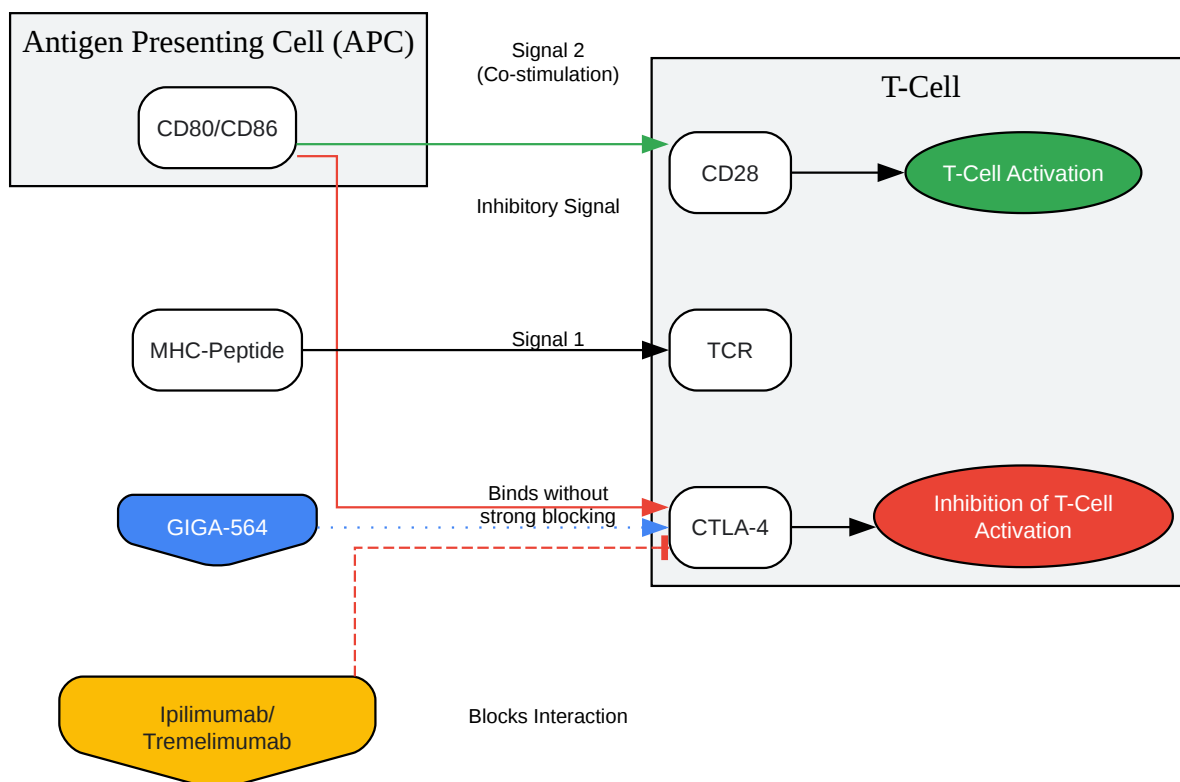 Antigen Presenting Cell (APC)
CD80/CD86
Signal 2
(Co-stimulation)
T-Cell
CD28
T-Cell Activation
Inhibitory Signal
MHC-Peptide
Signal 1
TCR
GIGA-564
Binds without
strong blocking
CTLA-4
Inhibition of T-Cell
Activation
Ipilimumab/
Tremelimumab
Blocks Interaction